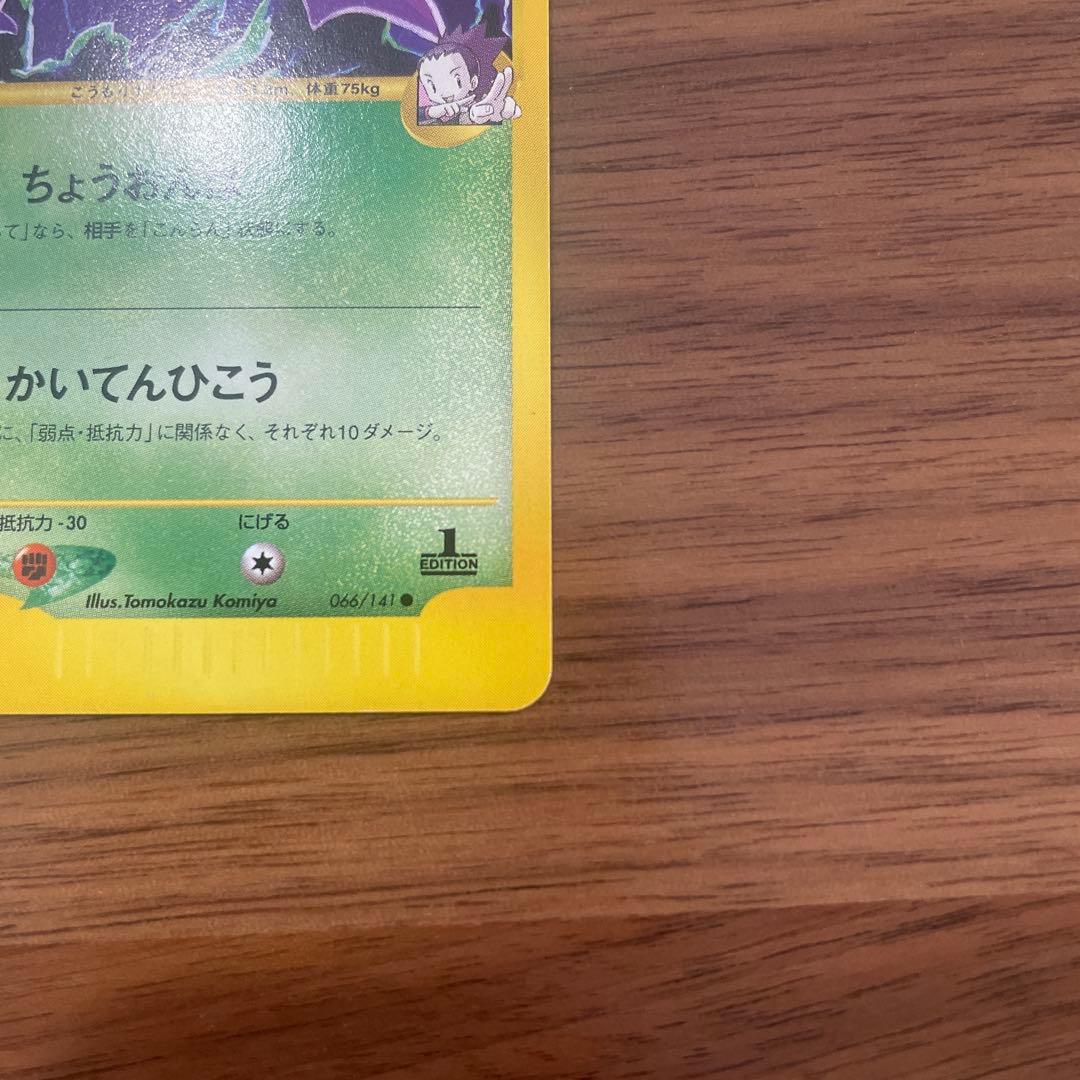 体重75kg
ちょうおんぱ
て」なら、相手を「こんらん」状態にする。
かいてんひこう
に、「弱点・抵抗力」に関係なく、それぞれ10ダメージ。
抵抗力 -30 にげる
1
EDITION
Illus.Tomokazu Komiya 066/141